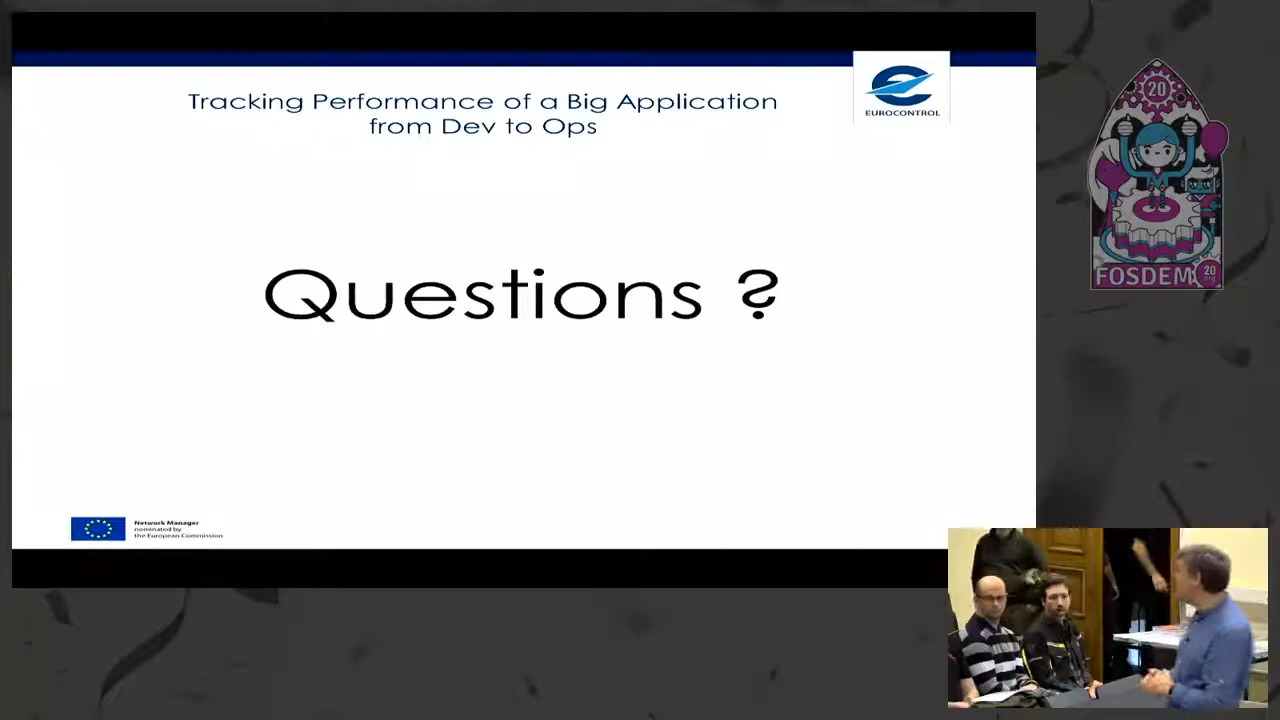 Tracking Performance of a Big Application
from Dev to Ops
EUROCONTROL
Questions ?
Network Manager
nominated by
the European Commission
20
FOSDEM
20
.org